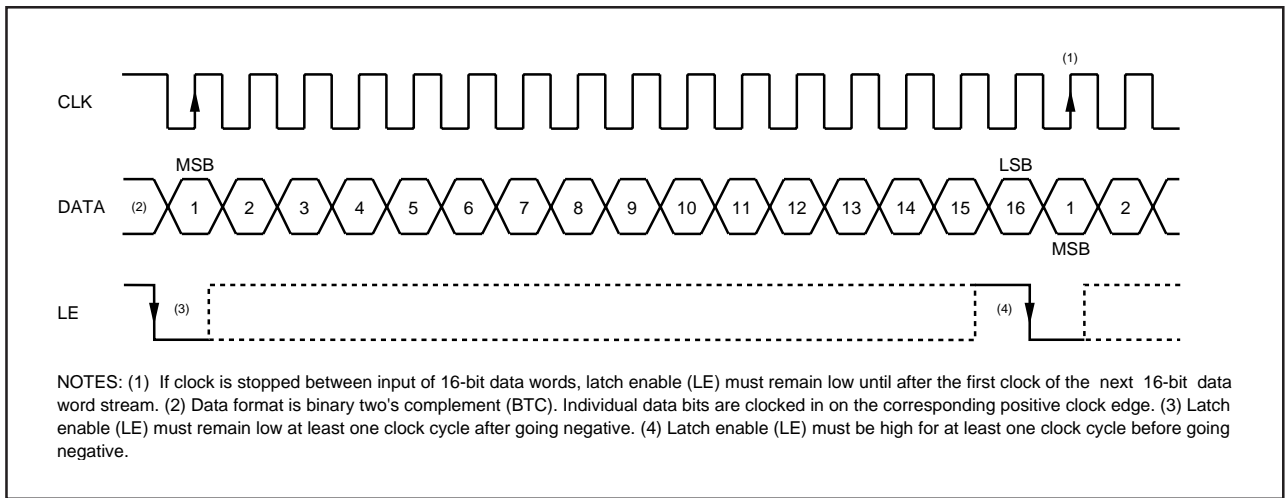 (1)
CLK
MSB LSB
DATA (2) 1 2 3 4 5 6 7 8 9 10 11 12 13 14 15 16 1 2
MSB
LE (3) (4)
NOTES: (1) If clock is stopped between input of 16-bit data words, latch enable (LE) must remain low until after the first clock of the next 16-bit data
word stream. (2) Data format is binary two's complement (BTC). Individual data bits are clocked in on the corresponding positive clock edge. (3) Latch
enable (LE) must remain low at least one clock cycle after going negative. (4) Latch enable (LE) must be high for at least one clock cycle before going
negative.